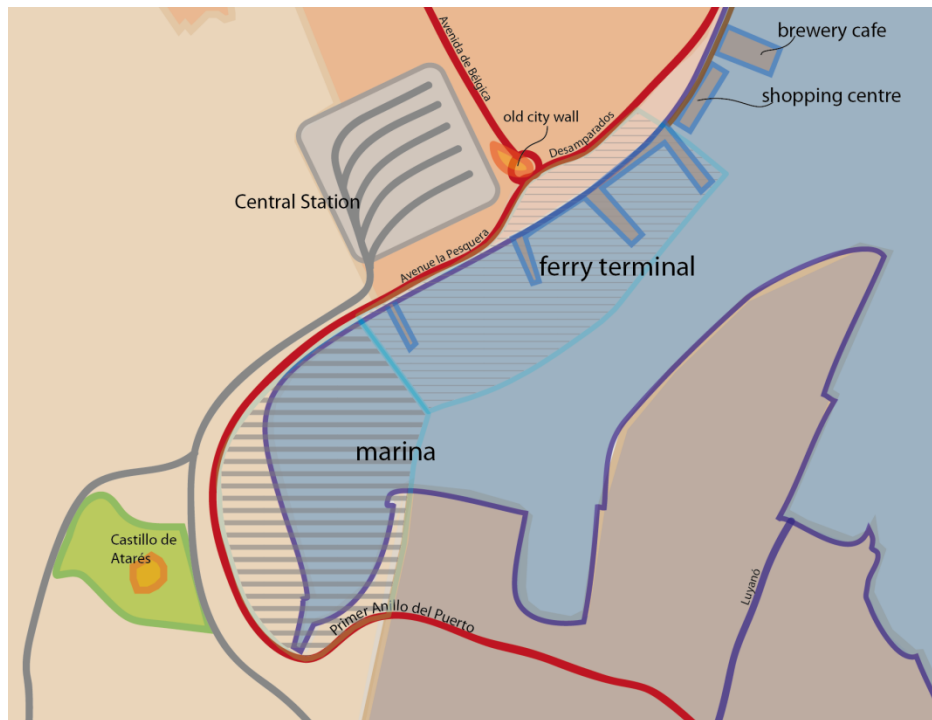 brewery cafe
Avenida de Bélgica
shopping centre
old city wall
Desamparados
Central Station
Avenue la Pesquera
ferry terminal
marina
Castillo de
Atarés
Luyanó
Primer Anillo del Puerto